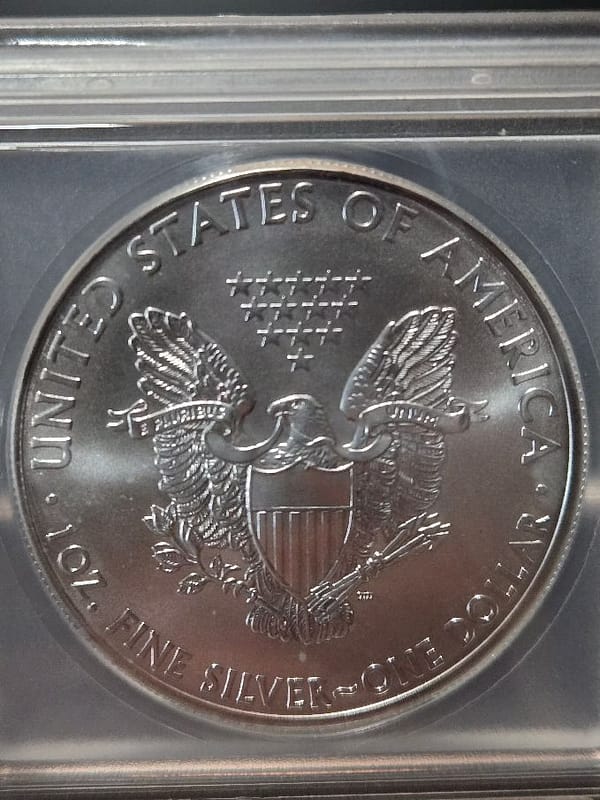 UNITED STATES OF AMERICA
E PLURIBUS UNUM
• 1 OZ. FINE SILVER~ONE DOLLAR •